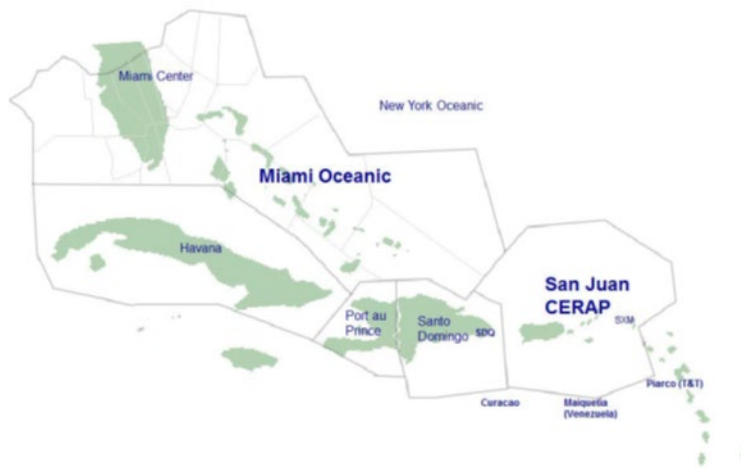 Miami Center
New York Oceanic
Miami Oceanic
Havana
San Juan
CERAP
Port au
Prince
Santo
Domingo
SDQ
SXM
Piarco (T&T)
Curacao
Maiquetia
(Venezuela)